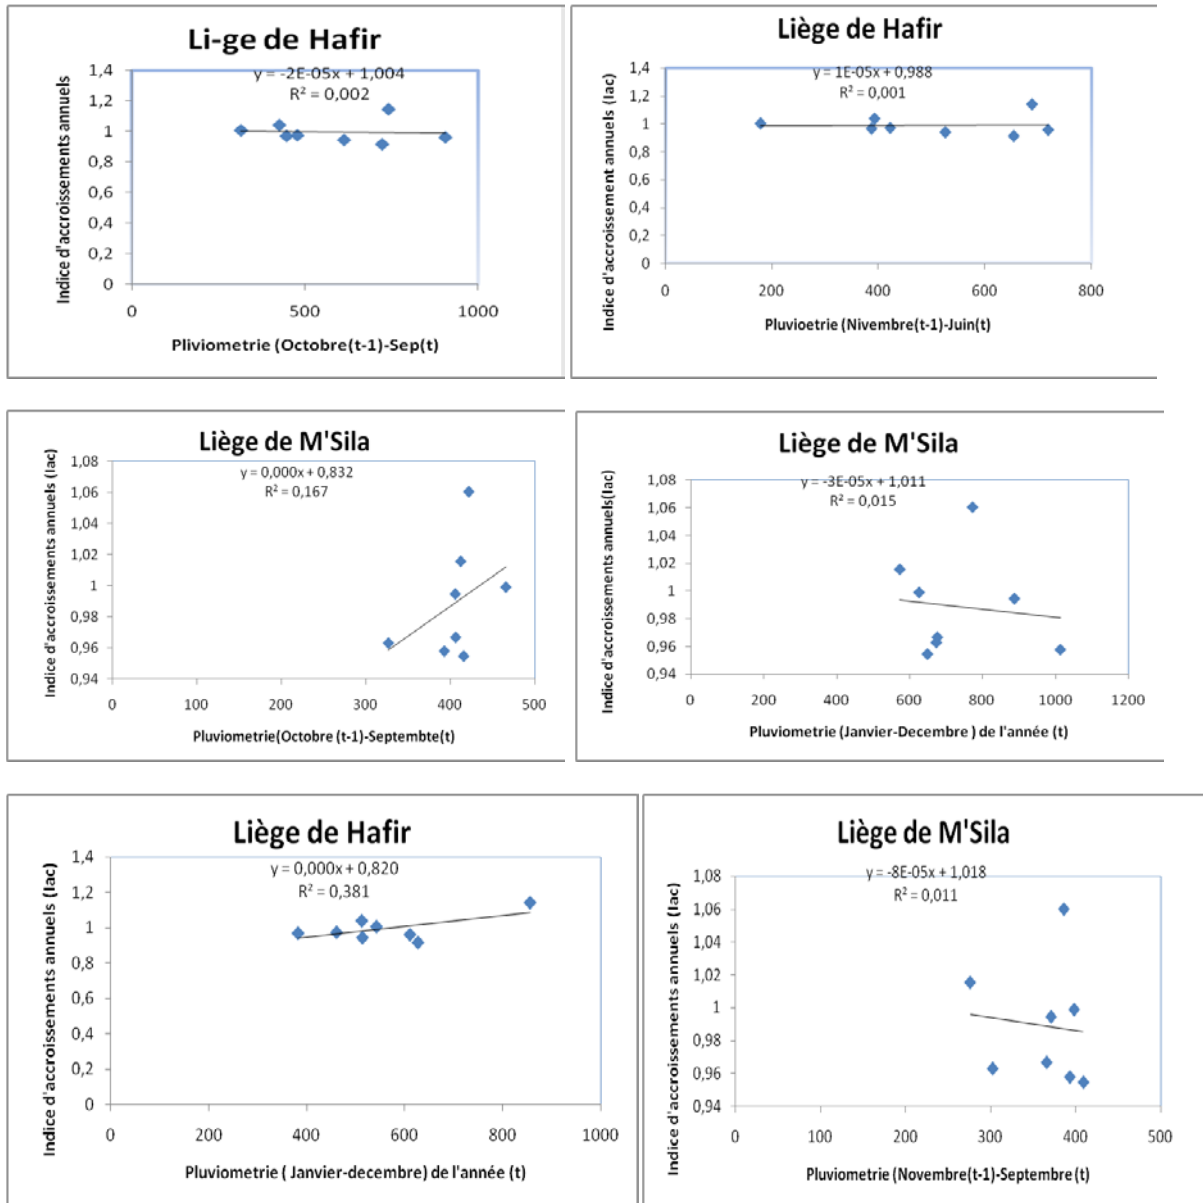 Li-ge de Hafir
y = -2E-05x + 1,004
R² = 0,002
Indice d'accroissements annuels
1,4
1,2
1
0,8
0,6
0,4
0,2
0
0 500 1000
Pliviometrie (Octobre(t-1)-Sep(t)
Liège de Hafir
y = 1E-05x + 0,988
R² = 0,001
Indice d'accroissement annuels (Iac)
1,4
1,2
1
0,8
0,6
0,4
0,2
0
0 200 400 600 800
Pluvioetrie (Nivembre(t-1)-Juin(t)
Liège de M'Sila
y = 0,000x + 0,832
R² = 0,167
Indice d'accroissements annuels (Iac)
1,08
1,06
1,04
1,02
1
0,98
0,96
0,94
0 100 200 300 400 500
Pluviometrie(Octobre (t-1)-Septembte(t)
Liège de M'Sila
y = -3E-05x + 1,011
R² = 0,015
Indice d'accroissements annuels(Iac)
1,08
1,06
1,04
1,02
1
0,98
0,96
0,94
0 200 400 600 800 1000 1200
Pluviometrie (Janvier-Decembre ) de l'année (t)
Liège de Hafir
y = 0,000x + 0,820
R² = 0,381
Indice d'accroissements annuels (Iac)
1,4
1,2
1
0,8
0,6
0,4
0,2
0
0 200 400 600 800 1000
Pluviometrie ( Janvier-decembre) de l'année (t)
Liège de M'Sila
y = -8E-05x + 1,018
R² = 0,011
Indice d'accroissements annuels (Iac)
1,08
1,06
1,04
1,02
1
0,98
0,96
0,94
0 100 200 300 400 500
Pluviometrie (Novembre(t-1)-Septembre (t)